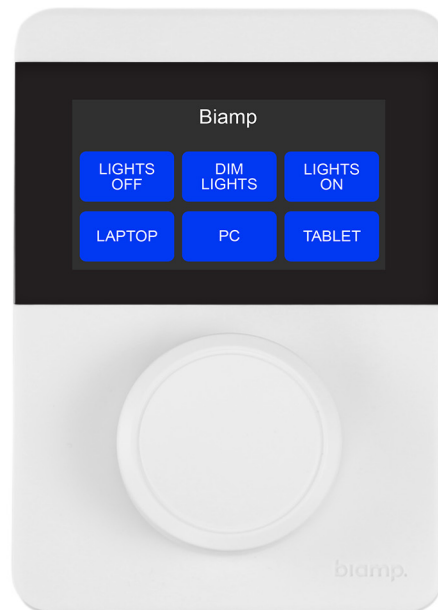 Biamp
LIGHTS
OFF
DIM
LIGHTS
LIGHTS
ON
LAPTOP
PC
TABLET
biamp.